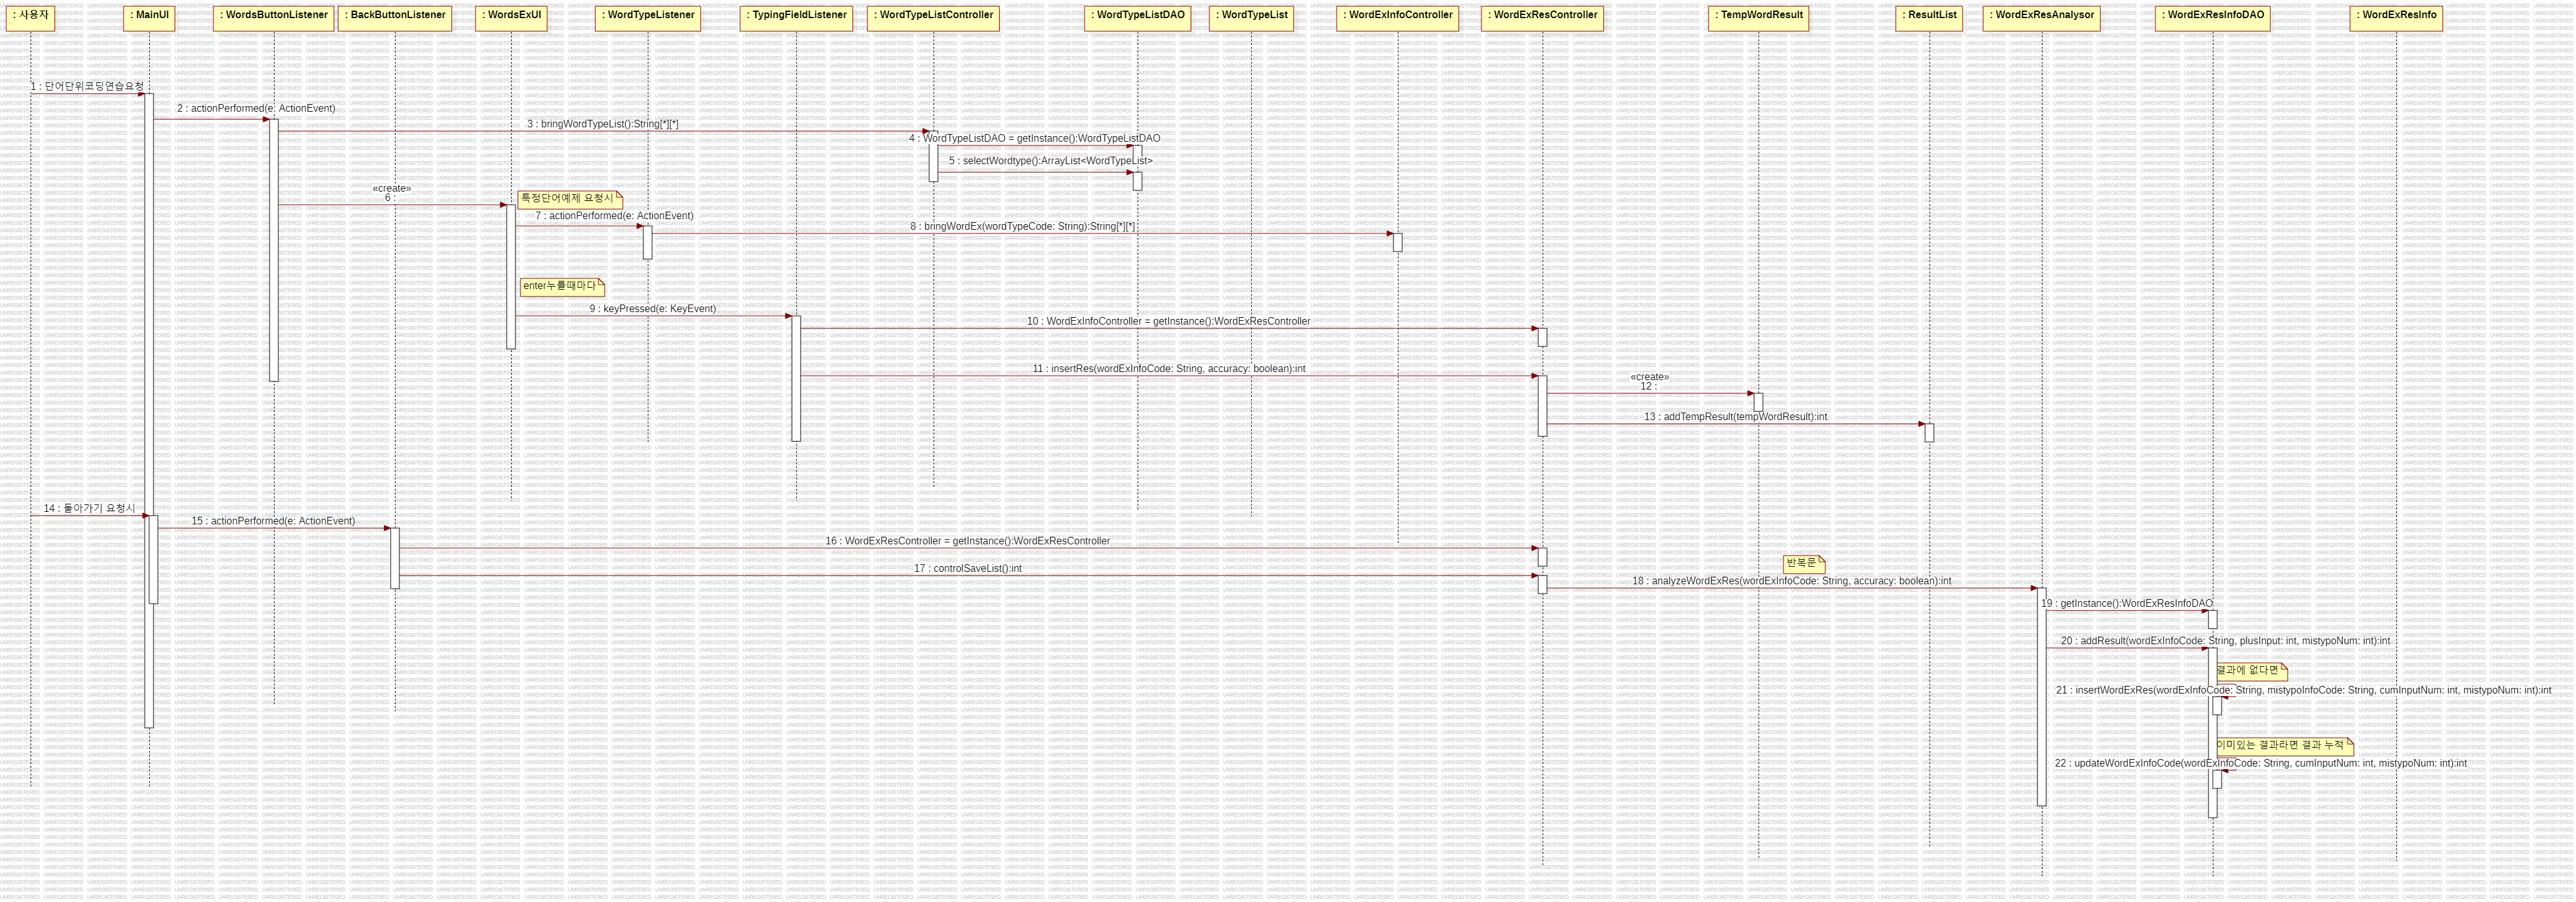 : 사용자
: MainUI
: WordsButtonListener
: BackButtonListener
: WordsExUI
: WordTypeListener
: TypingFieldListener
: WordTypeListController
: WordTypeListDAO
: WordTypeList
: WordExInfoController
: WordExResController
: TempWordResult
: ResultList
: WordExResAnalysor
: WordExResInfoDAO
: WordExResInfo
1 : 단어단위코딩연습요청
2 : actionPerformed(e: ActionEvent)
3 : bringWordTypeList():String[*][*]
4 : WordTypeListDAO = getInstance():WordTypeListDAO
5 : selectWordtype():ArrayList<WordTypeList>
«create»
6 :
특정단어예제 요청시
7 : actionPerformed(e: ActionEvent)
8 : bringWordEx(wordTypeCode: String):String[*][*]
enter누를때마다
9 : keyPressed(e: KeyEvent)
10 : WordExInfoController = getInstance():WordExResController
11 : insertRes(wordExInfoCode: String, accuracy: boolean):int
«create»
12 :
13 : addTempResult(tempWordResult):int
14 : 돌아가기 요청시
15 : actionPerformed(e: ActionEvent)
16 : WordExResController = getInstance():WordExResController
반복문
17 : controlSaveList():int
18 : analyzeWordExRes(wordExInfoCode: String, accuracy: boolean):int
19 : getInstance():WordExResInfoDAO
20 : addResult(wordExInfoCode: String, plusInput: int, mistypoNum: int):int
결과에 없다면
21 : insertWordExRes(wordExInfoCode: String, mistypoInfoCode: String, cumInputNum: int, mistypoNum: int):int
이미있는 결과라면 결과 누적
22 : updateWordExInfoCode(wordExInfoCode: String, cumInputNum: int, mistypoNum: int):int
UNREGISTERED